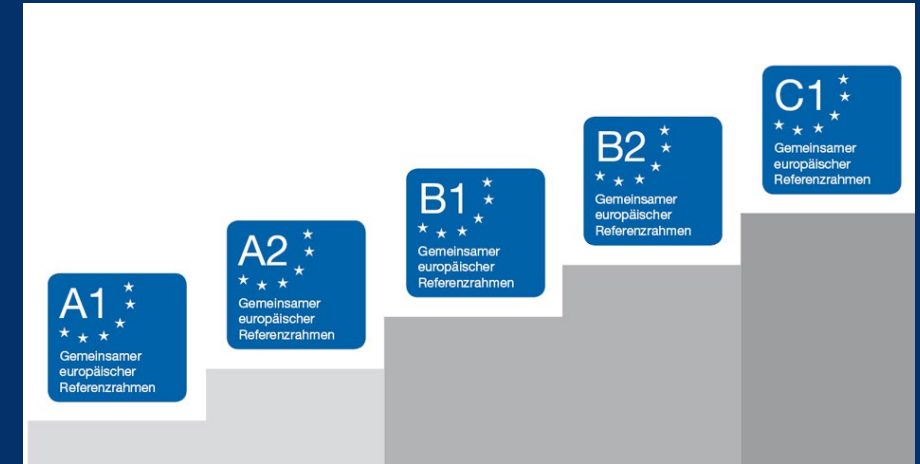 A1
Gemeinsamer
europäischer
Referenzrahmen
A2
Gemeinsamer
europäischer
Referenzrahmen
B1
Gemeinsamer
europäischer
Referenzrahmen
B2
Gemeinsamer
europäischer
Referenzrahmen
C1
Gemeinsamer
europäischer
Referenzrahmen